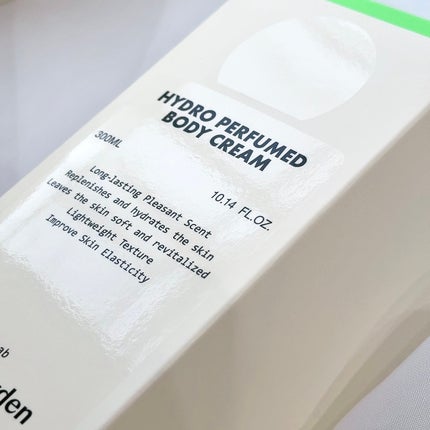 HYDRO PERFUMED
BODY CREAM
300ML
10.14 FL.OZ.
Long-lasting Pleasant Scent
Replenishes and hydrates the skin
Leaves the skin soft and revitalized
Lightweight Texture
Improve Skin Elasticity